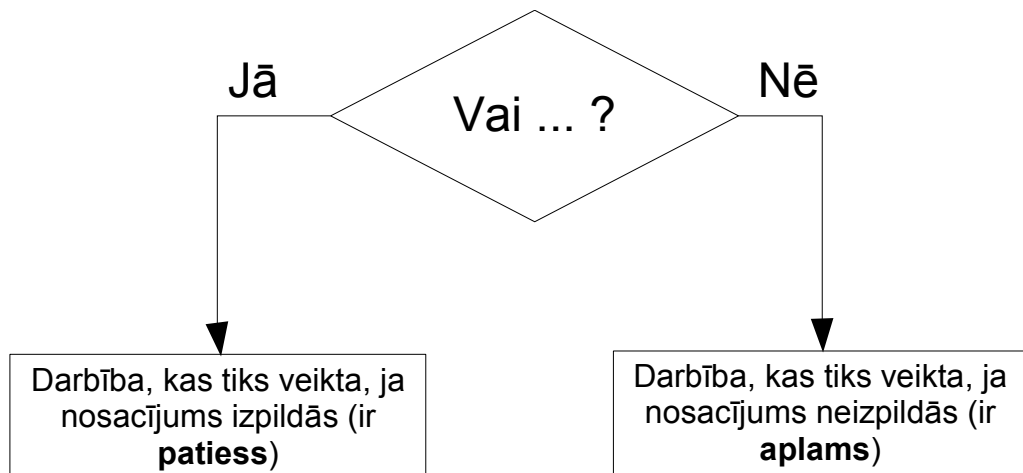 Jā
Vai ... ?
Nē
Darbība, kas tiks veikta, ja
nosacījums izpildās (ir
patiess)
Darbība, kas tiks veikta, ja
nosacījums neizpildās (ir
aplams)